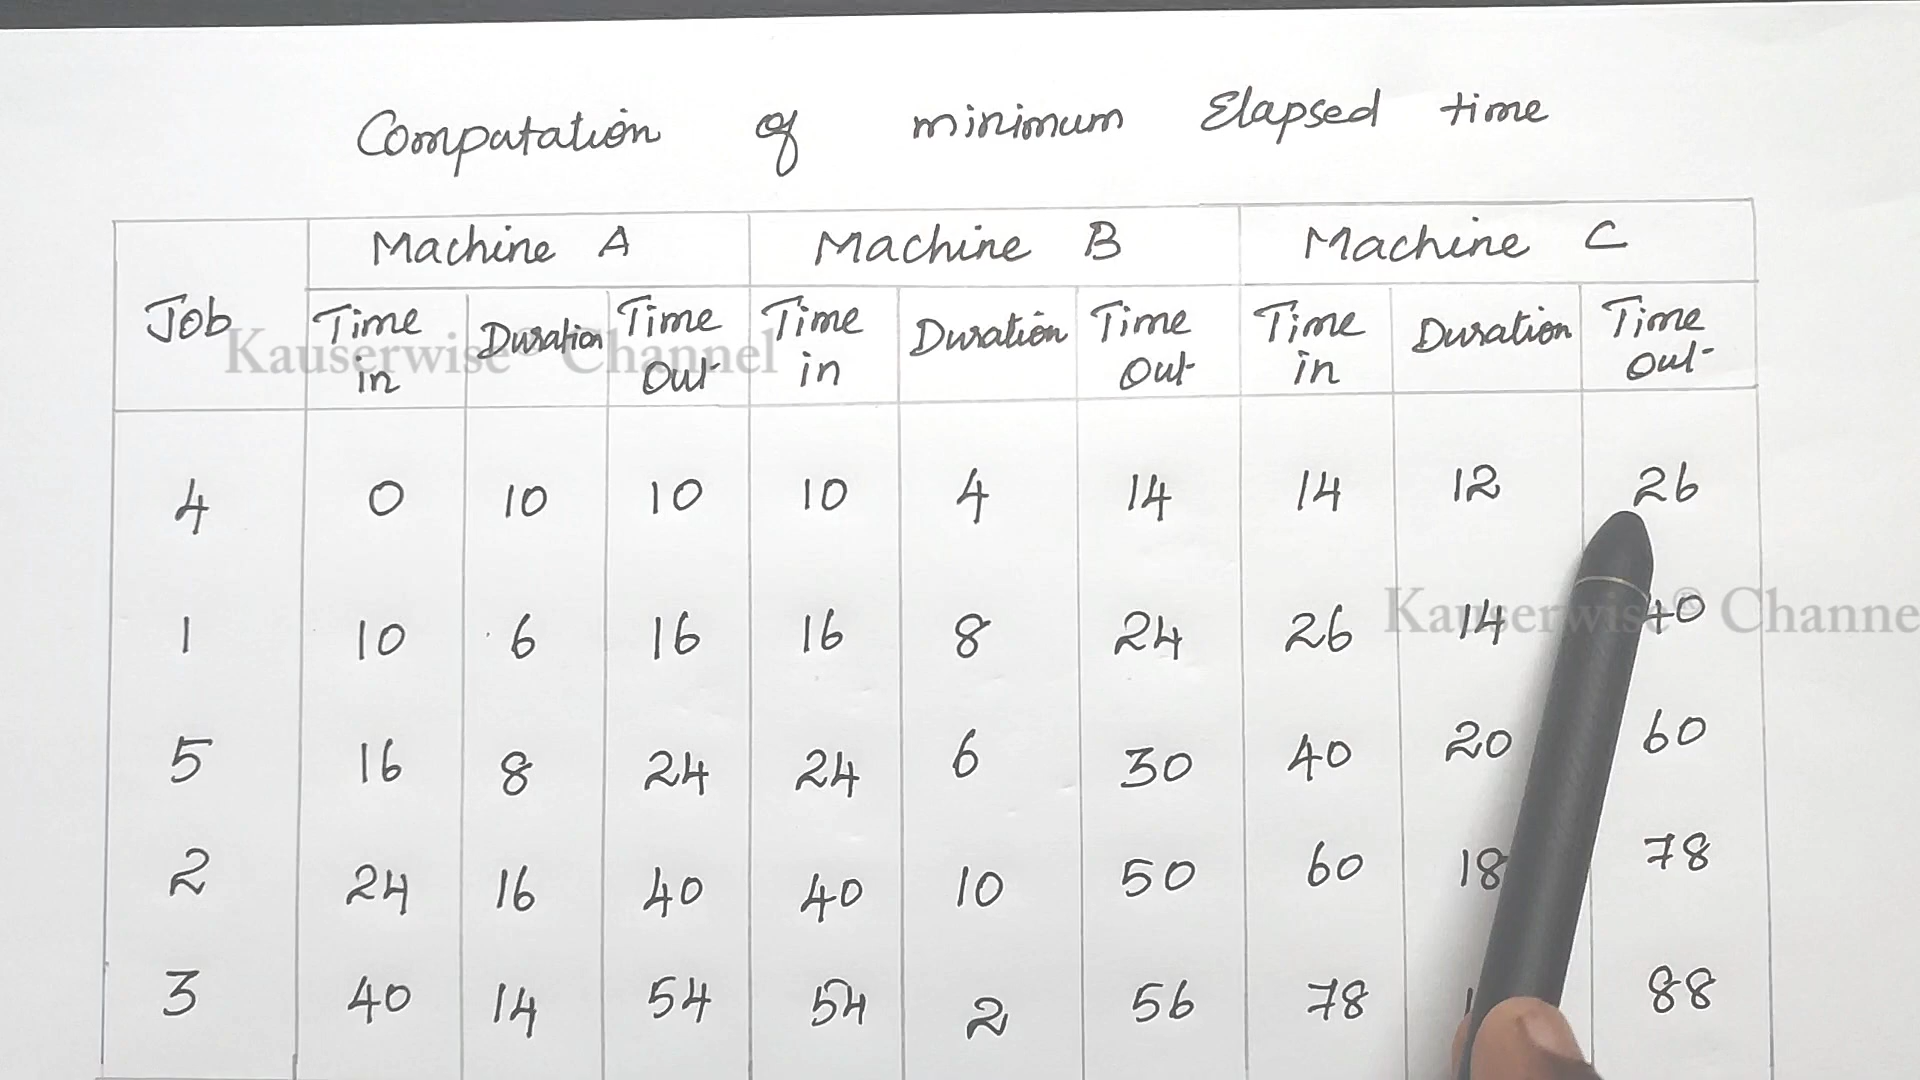 Computation of minimum Elapsed time
Machine A Machine B Machine C
Job Time in Duration Time Out Time in Duration Time Out Time in Duration Time Out
Kauserwise® Channel
4 0 10 10 10 4 14 14 12 26
Kauserwise® Channe
1 10 6 16 16 8 24 26 14 40
5 16 8 24 24 6 30 40 20 60
2 24 16 40 40 10 50 60 18 78
3 40 14 54 54 2 56 78 88